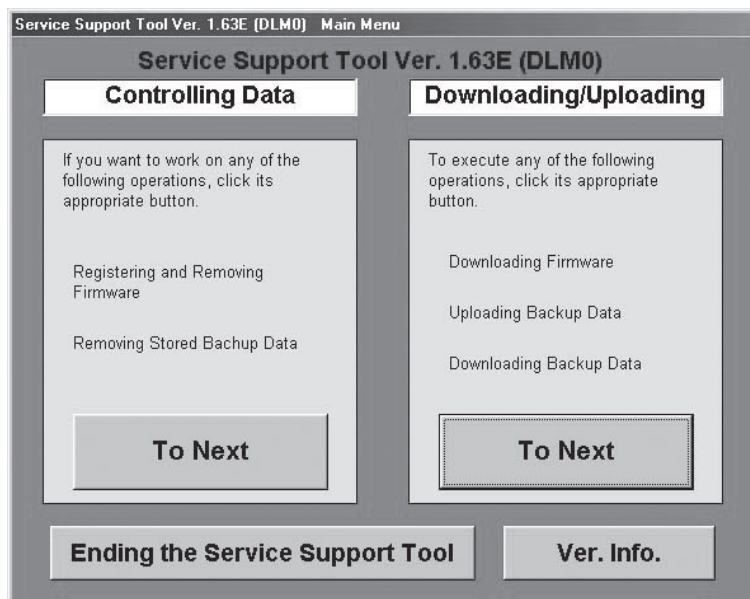 Service Support Tool Ver. 1.63E (DLM0) Main Menu
Service Support Tool Ver. 1.63E (DLM0)
Controlling Data
If you want to work on any of the
following operations, click its
appropriate button.
Registering and Removing
Firmware
Removing Stored Bachup Data
To Next
Downloading/Uploading
To execute any of the following
operations, click its appropriate
button.
Downloading Firmware
Uploading Backup Data
Downloading Backup Data
To Next
Ending the Service Support Tool
Ver. Info.